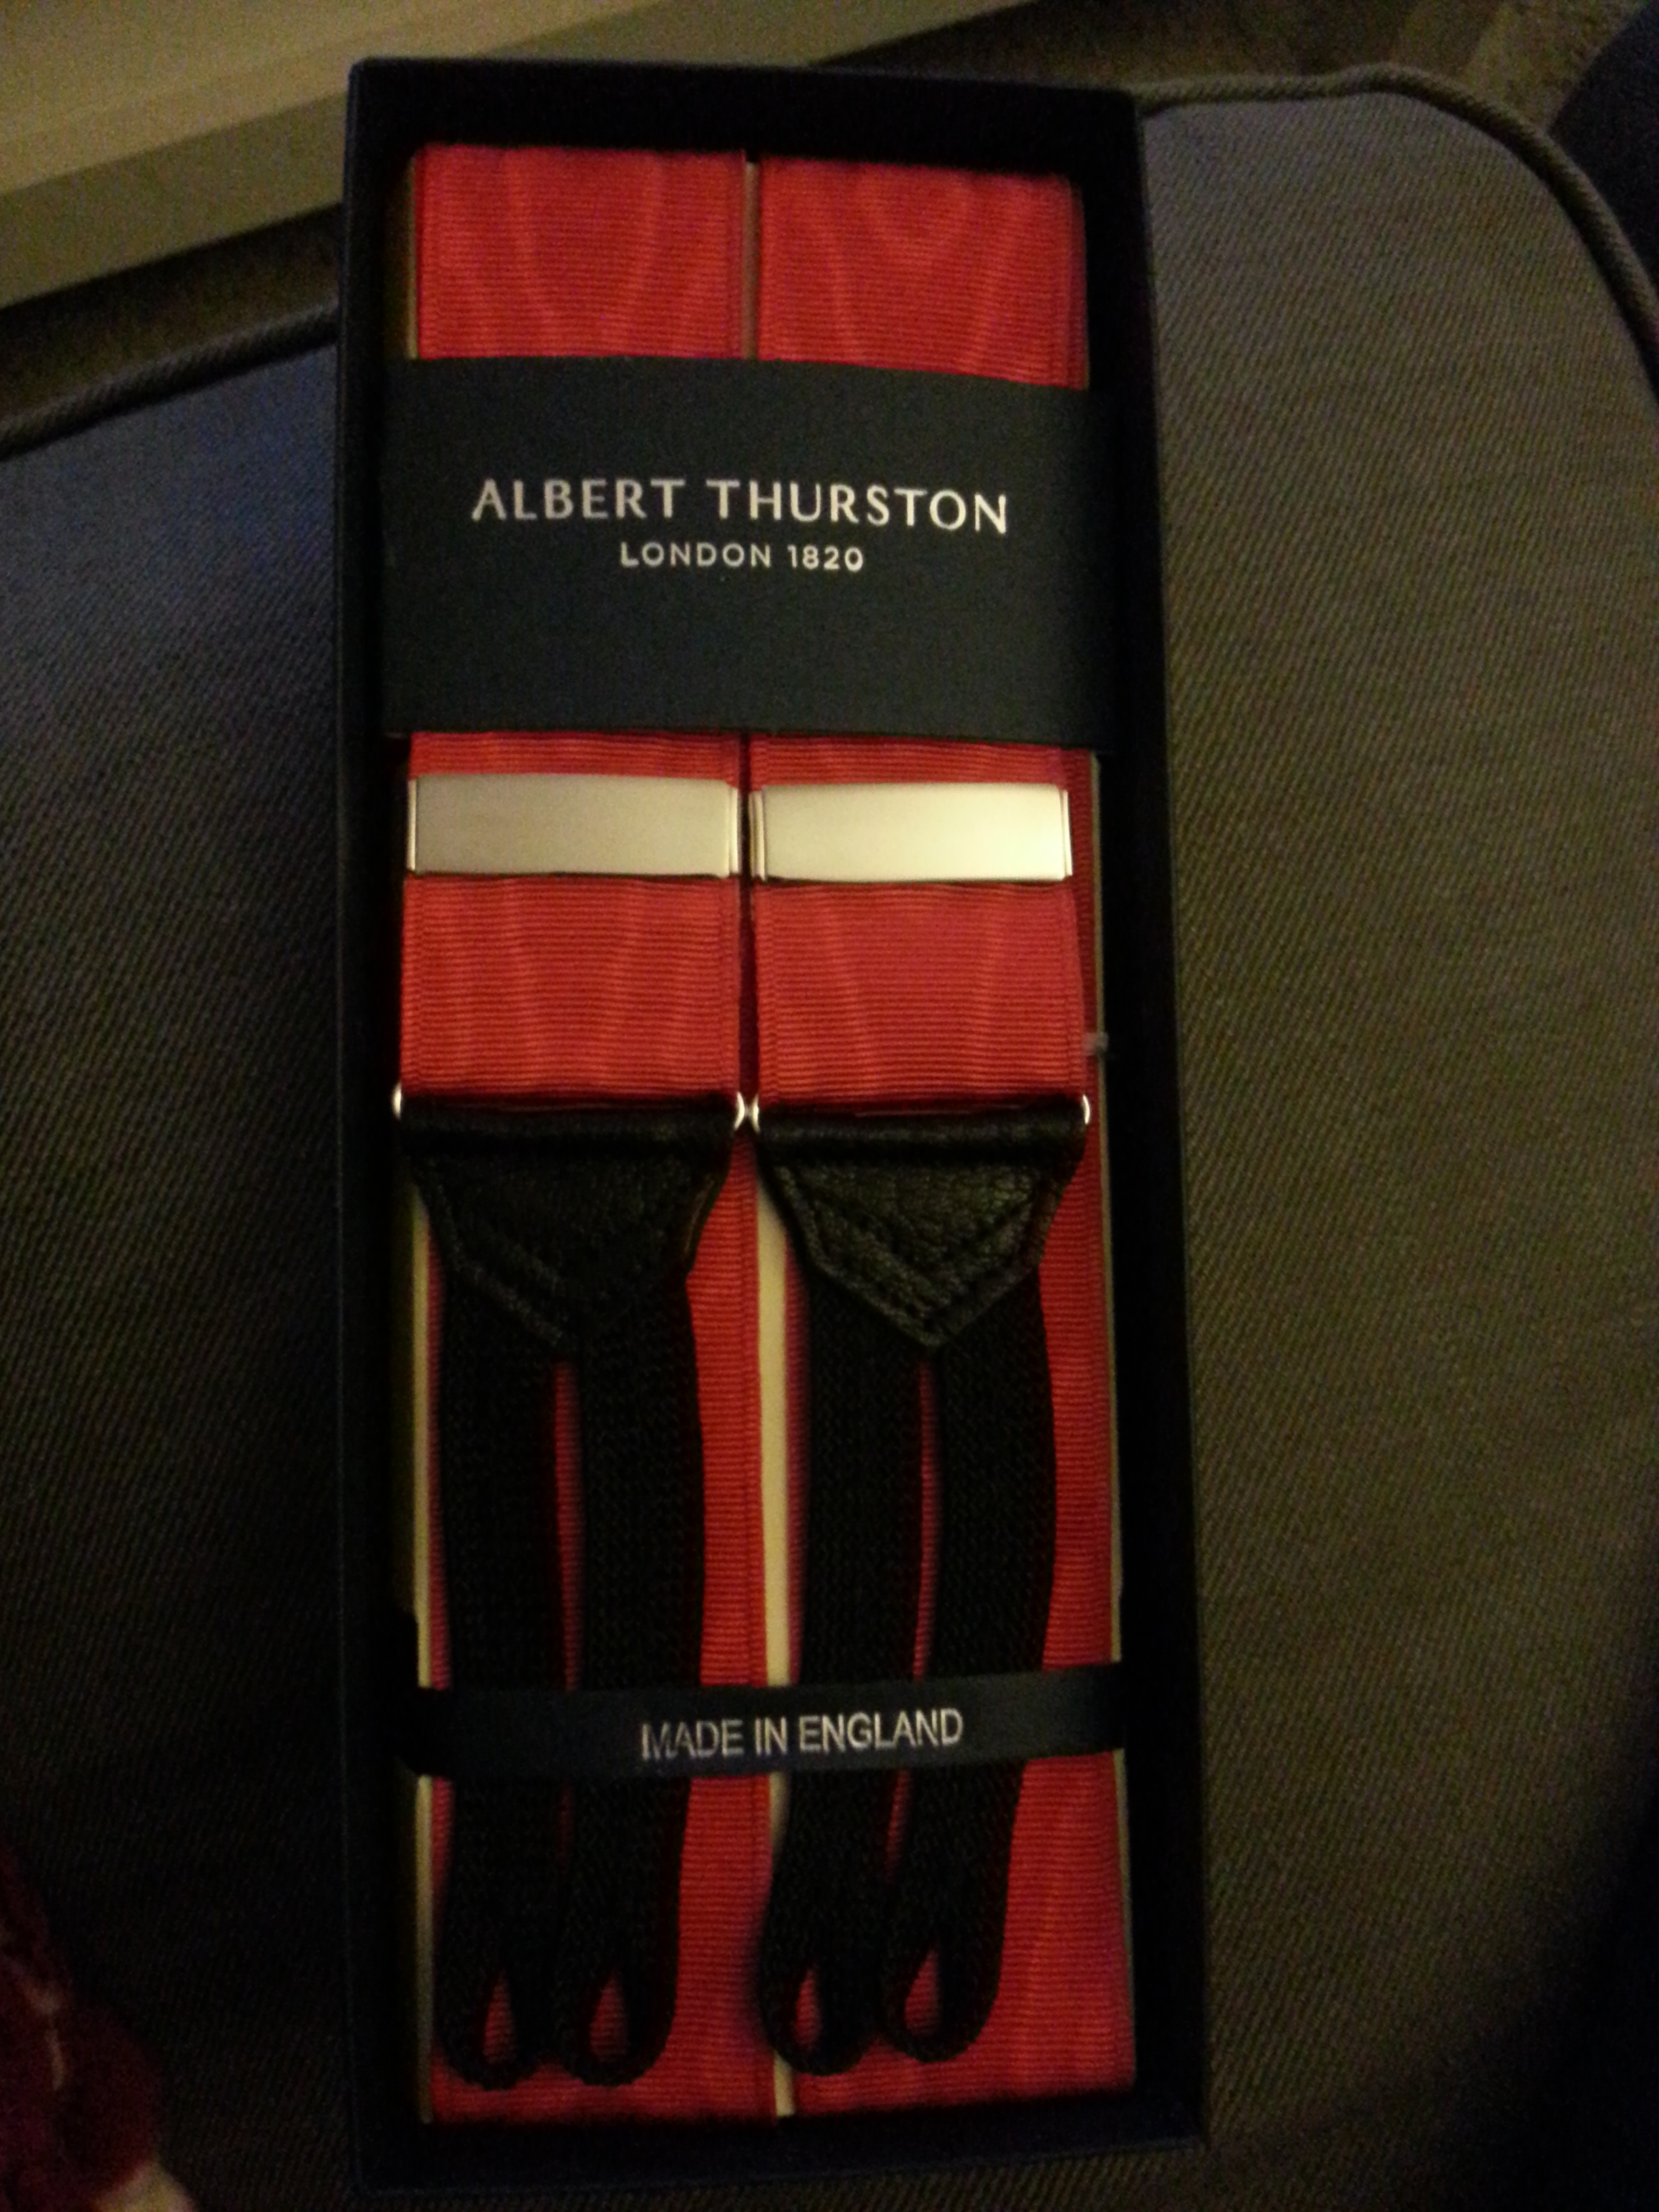 ALBERT THURSTON
LONDON 1820
MADE IN ENGLAND